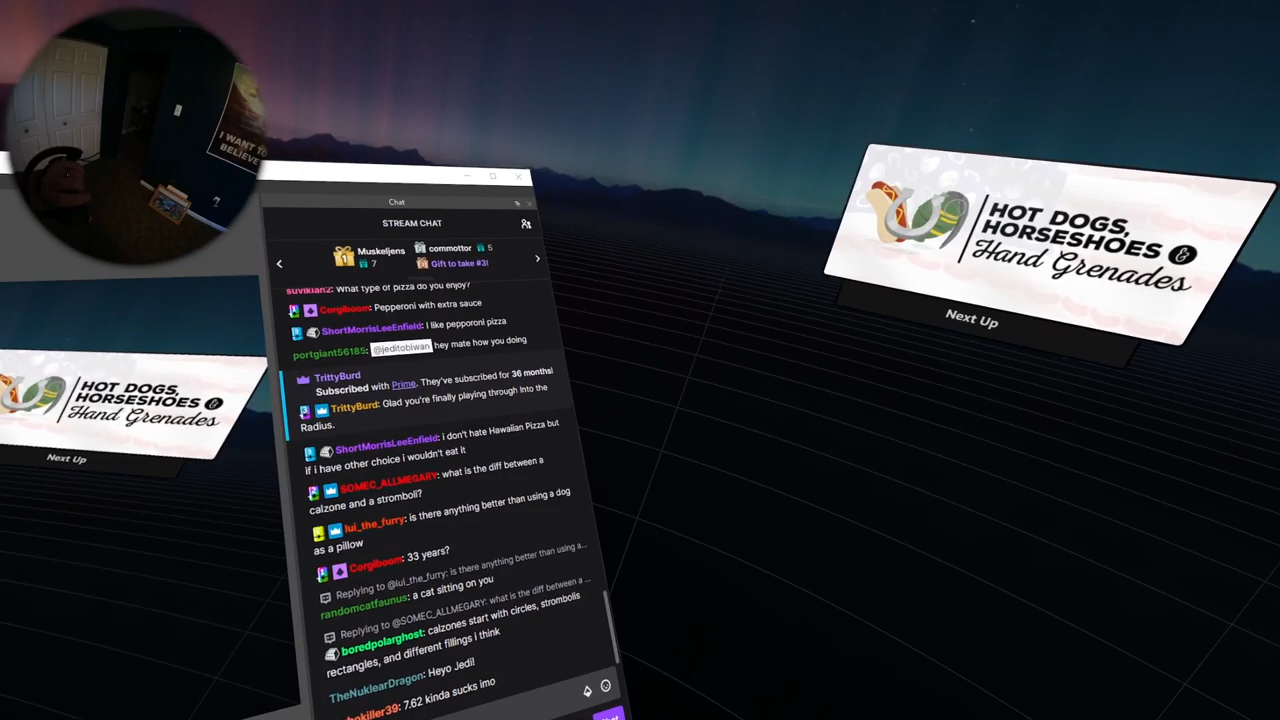 I WANT TO
BELIEVE
Chat
STREAM CHAT
1
Muskeljens
7
commottor 5
Gift to take #3!
suvikian2: What type of pizza do you enjoy?
Corgiboom: Pepperoni with extra sauce
ShortMorrisLeeEnfield: I like pepporoni pizza
portgiant56185: @jeditobiwan hey mate how you doing
TrittyBurd
Subscribed with Prime. They've subscribed for 36 months!
TrittyBurd: Glad you're finally playing through Into the
Radius.
ShortMorrisLeeEnfield: i don't hate Hawaiian Pizza but
if i have other choice i wouldn't eat it
SOMEC_ALLMEGARY: what is the diff between a
calzone and a stromboli?
lui_the_furry: is there anything better than using a dog
as a pillow
Corgiboom: 33 years?
Replying to @lui_the_furry: is there anything better than using a...
randomcatfaunus: a cat sitting on you
Replying to @SOMEC_ALLMEGARY: what is the diff between a ...
boredpolarghost: calzones start with circles, strombolis
rectangles, and different fillings i think
TheNuklearDragon: Heyo Jedi!
killer39: 7.62 kinda sucks imo
HOT DOGS,
HORSESHOES &
Hand Grenades
Next Up
HOT DOGS,
HORSESHOES &
Hand Grenades
Next Up